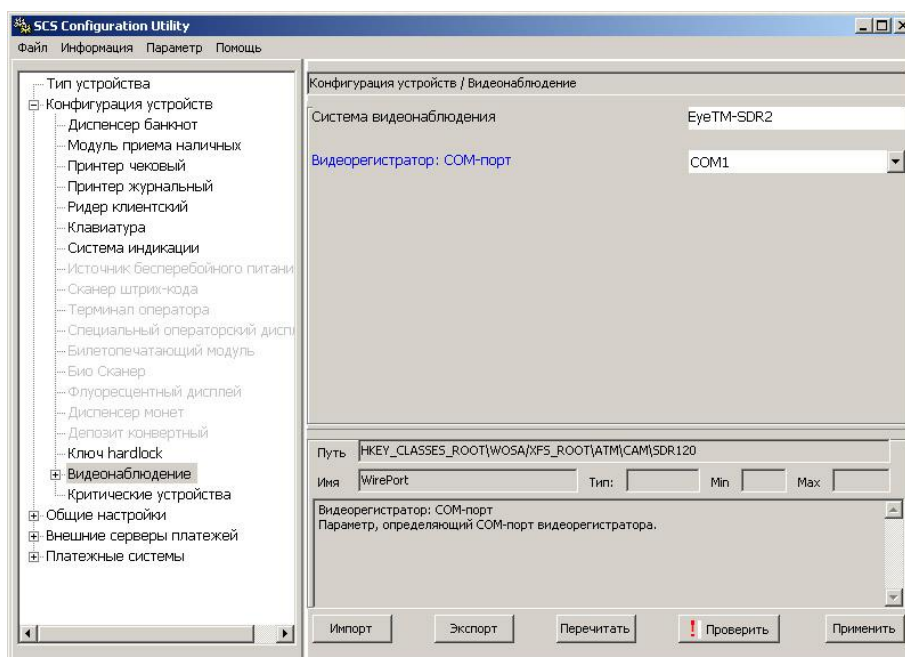 SCS Configuration Utility
Файл Информация Параметр Помощь
Тип устройства
Конфигурация устройств
Диспенсер банкнот
Модуль приема наличных
Принтер чековый
Принтер журнальный
Ридер клиентский
Клавиатура
Система индикации
Источник бесперебойного питани
Сканер штрих-кода
Терминал оператора
Специальный операторский диспл
Билетопечатающий модуль
Био Сканер
Флуоресцентный дисплей
Диспенсер монет
Депозит конвертный
Ключ hardlock
Видеонаблюдение
Критические устройства
Общие настройки
Внешние серверы платежей
Платежные системы
Конфигурация устройств / Видеонаблюдение
Система видеонаблюдения EyeTM-SDR2
Видеорегистратор: COM-порт COM1
Путь HKEY_CLASSES_ROOT\WOSA/XFS_ROOT\ATM\CAM\SDR120
Имя WirePort Тип: Min Max
Видеорегистратор: COM-порт
Параметр, определяющий COM-порт видеорегистратора.
Импорт Экспорт Перечитать ! Проверить Применить